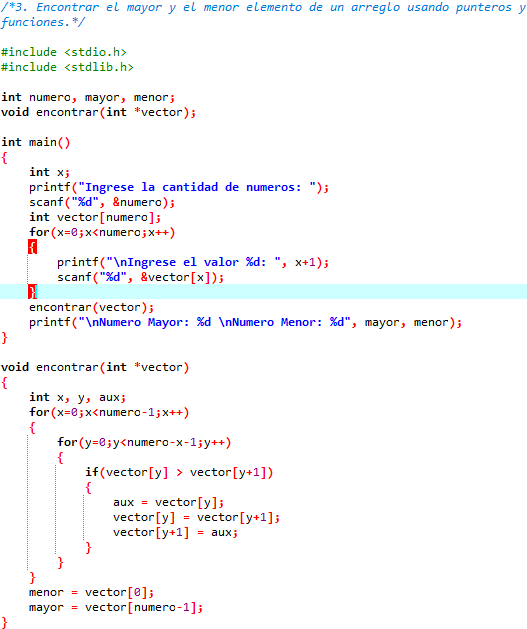 /*3. Encontrar el mayor y el menor elemento de un arreglo usando punteros y
funciones.*/
#include <stdio.h>
#include <stdlib.h>
int numero, mayor, menor;
void encontrar(int *vector);
int main()
{
int x;
printf("Ingrese la cantidad de numeros: ");
scanf("%d", &numero);
int vector[numero];
for(x=0;x<numero;x++)
{
printf("\nIngrese el valor %d: ", x+1);
scanf("%d", &vector[x]);
}
encontrar(vector);
printf("\nNumero Mayor: %d \nNumero Menor: %d", mayor, menor);
}
void encontrar(int *vector)
{
int x, y, aux;
for(x=0;x<numero-1;x++)
{
for(y=0;y<numero-x-1;y++)
{
if(vector[y] > vector[y+1])
{
aux = vector[y];
vector[y] = vector[y+1];
vector[y+1] = aux;
}
}
}
menor = vector[0];
mayor = vector[numero-1];
}